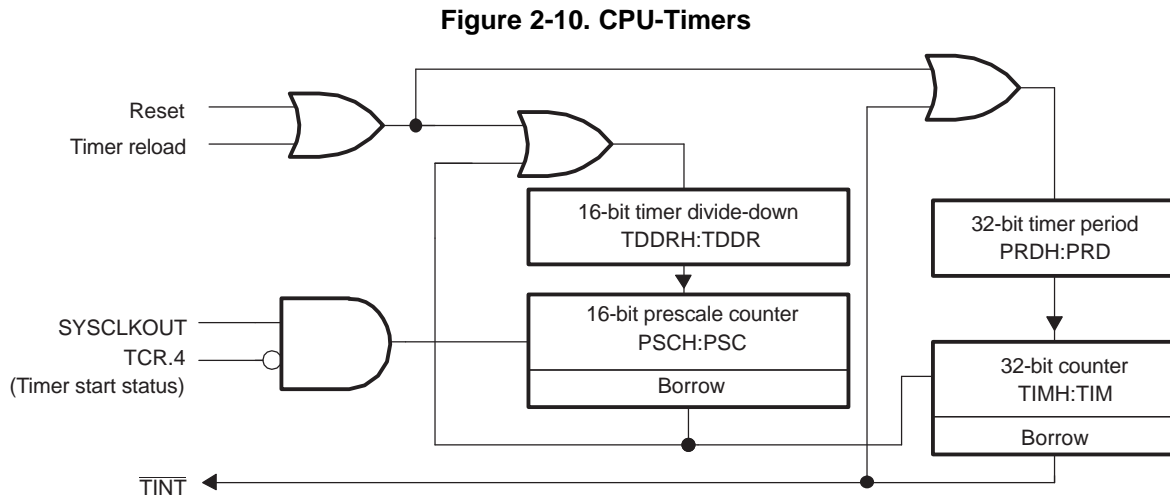 Figure 2-10. CPU-Timers
Reset
Timer reload
16-bit timer divide-down
TDDRH:TDDR
32-bit timer period
PRDH:PRD
SYSCLKOUT
TCR.4
(Timer start status)
16-bit prescale counter
PSCH:PSC
Borrow
32-bit counter
TIMH:TIM
Borrow
TINT